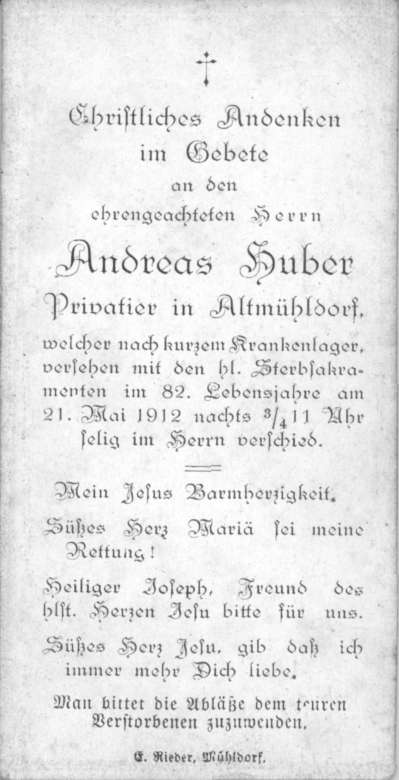 Christliches Andenken
im Gebete
an den
ehrengeachteten Herrn
Andreas Huber
Privatier in Altmühldorf,
welcher nach kurzem Krankenlager,
versehen mit den hl. Sterbsakra-
menten im 82. Lebensjahre am
21. Mai 1912 nachts ¾11 Uhr
selig im Herrn verschied.
Mein Jesus Barmherzigkeit.
Süßes Herz Mariä sei meine
Rettung!
Heiliger Joseph, Freund des
hlst. Herzen Jesu bitte für uns.
Süßes Herz Jesu, gib daß ich
immer mehr Dich liebe.
Man bittet die Abläße dem teuren
Verstorbenen zuzuwenden.
E. Rieder, Mühldorf.